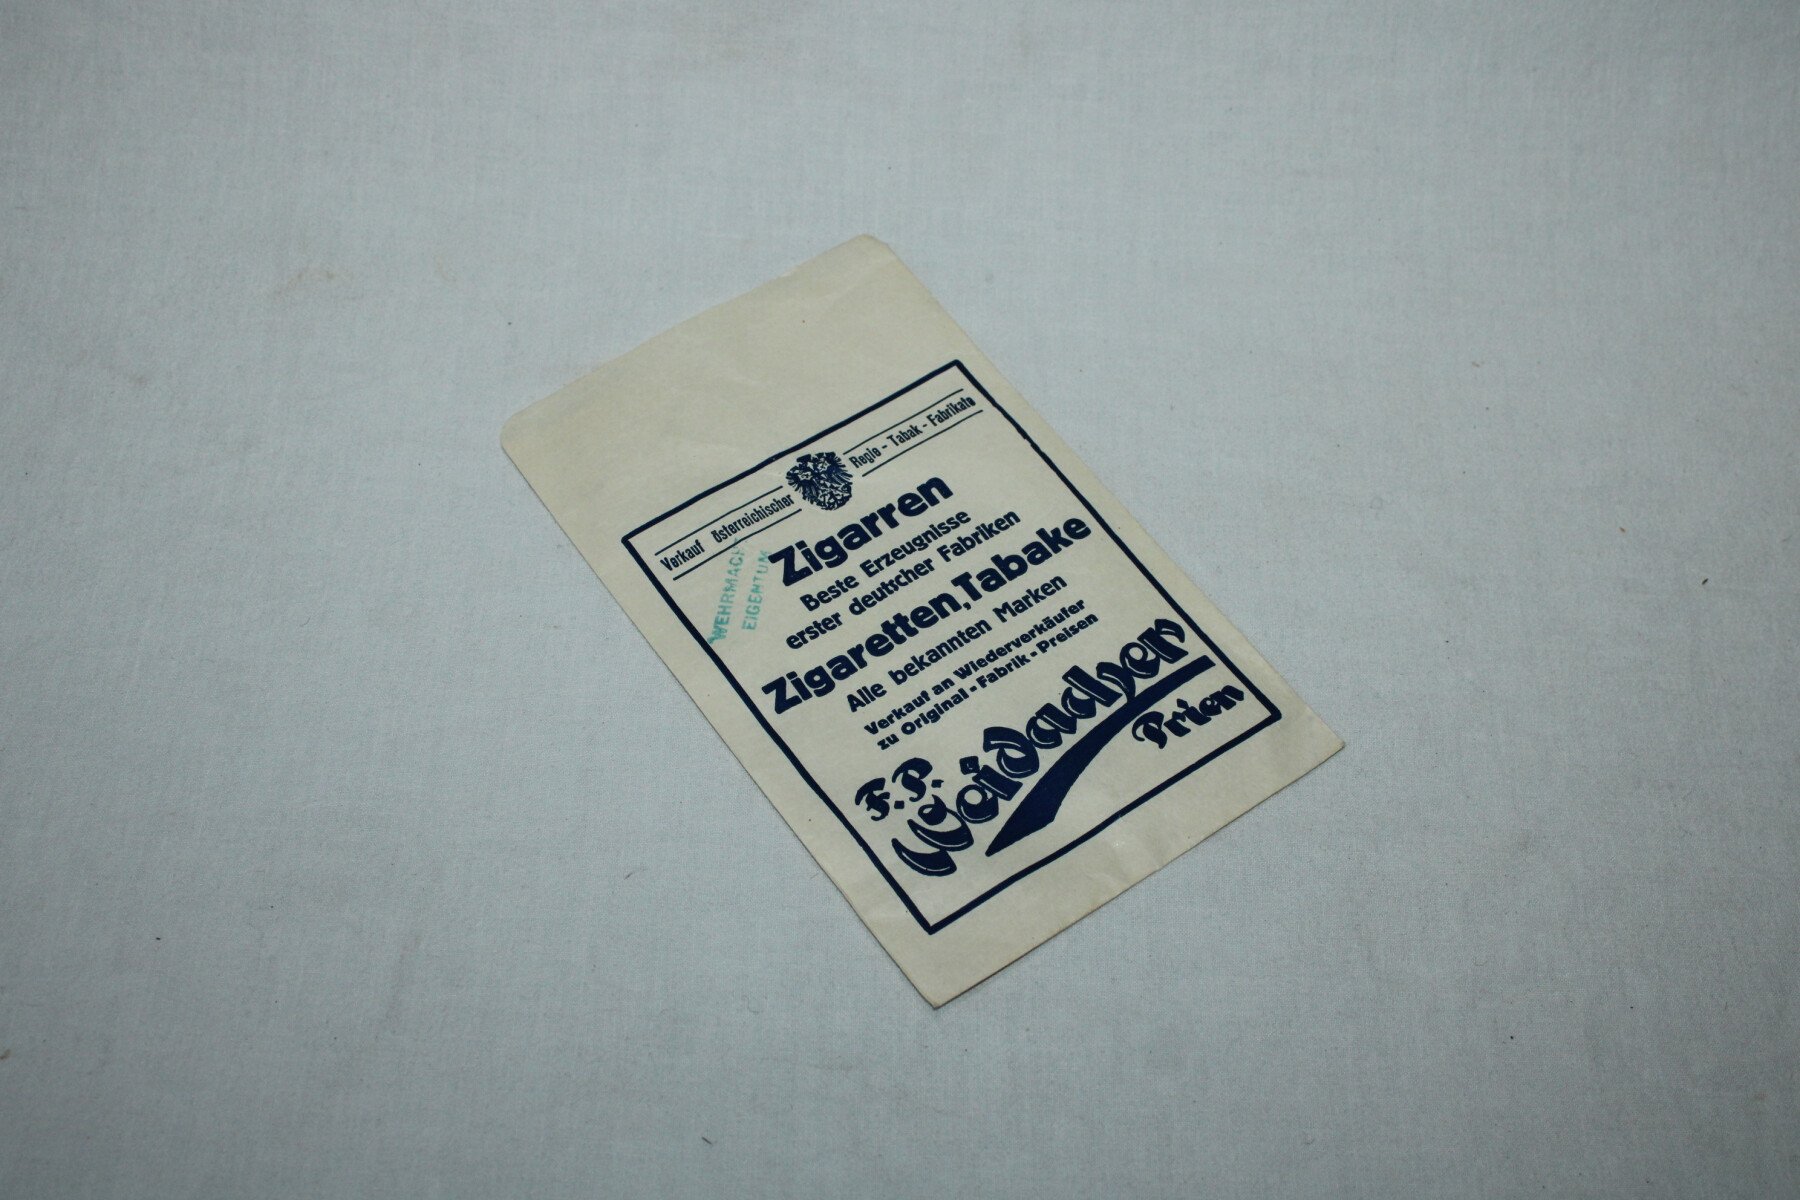 Verkauf österreichischer Regie - Tabak - Fabrikate
WEHRMACHT
EIGENTUM
Zigarren
Beste Erzeugnisse
erster deutscher Fabriken
Zigaretten, Tabake
Alle bekannten Marken
Verkauf an Wiederverkäufer
zu Original - Fabrik - Preisen
F. P.
Weidacher
Prien